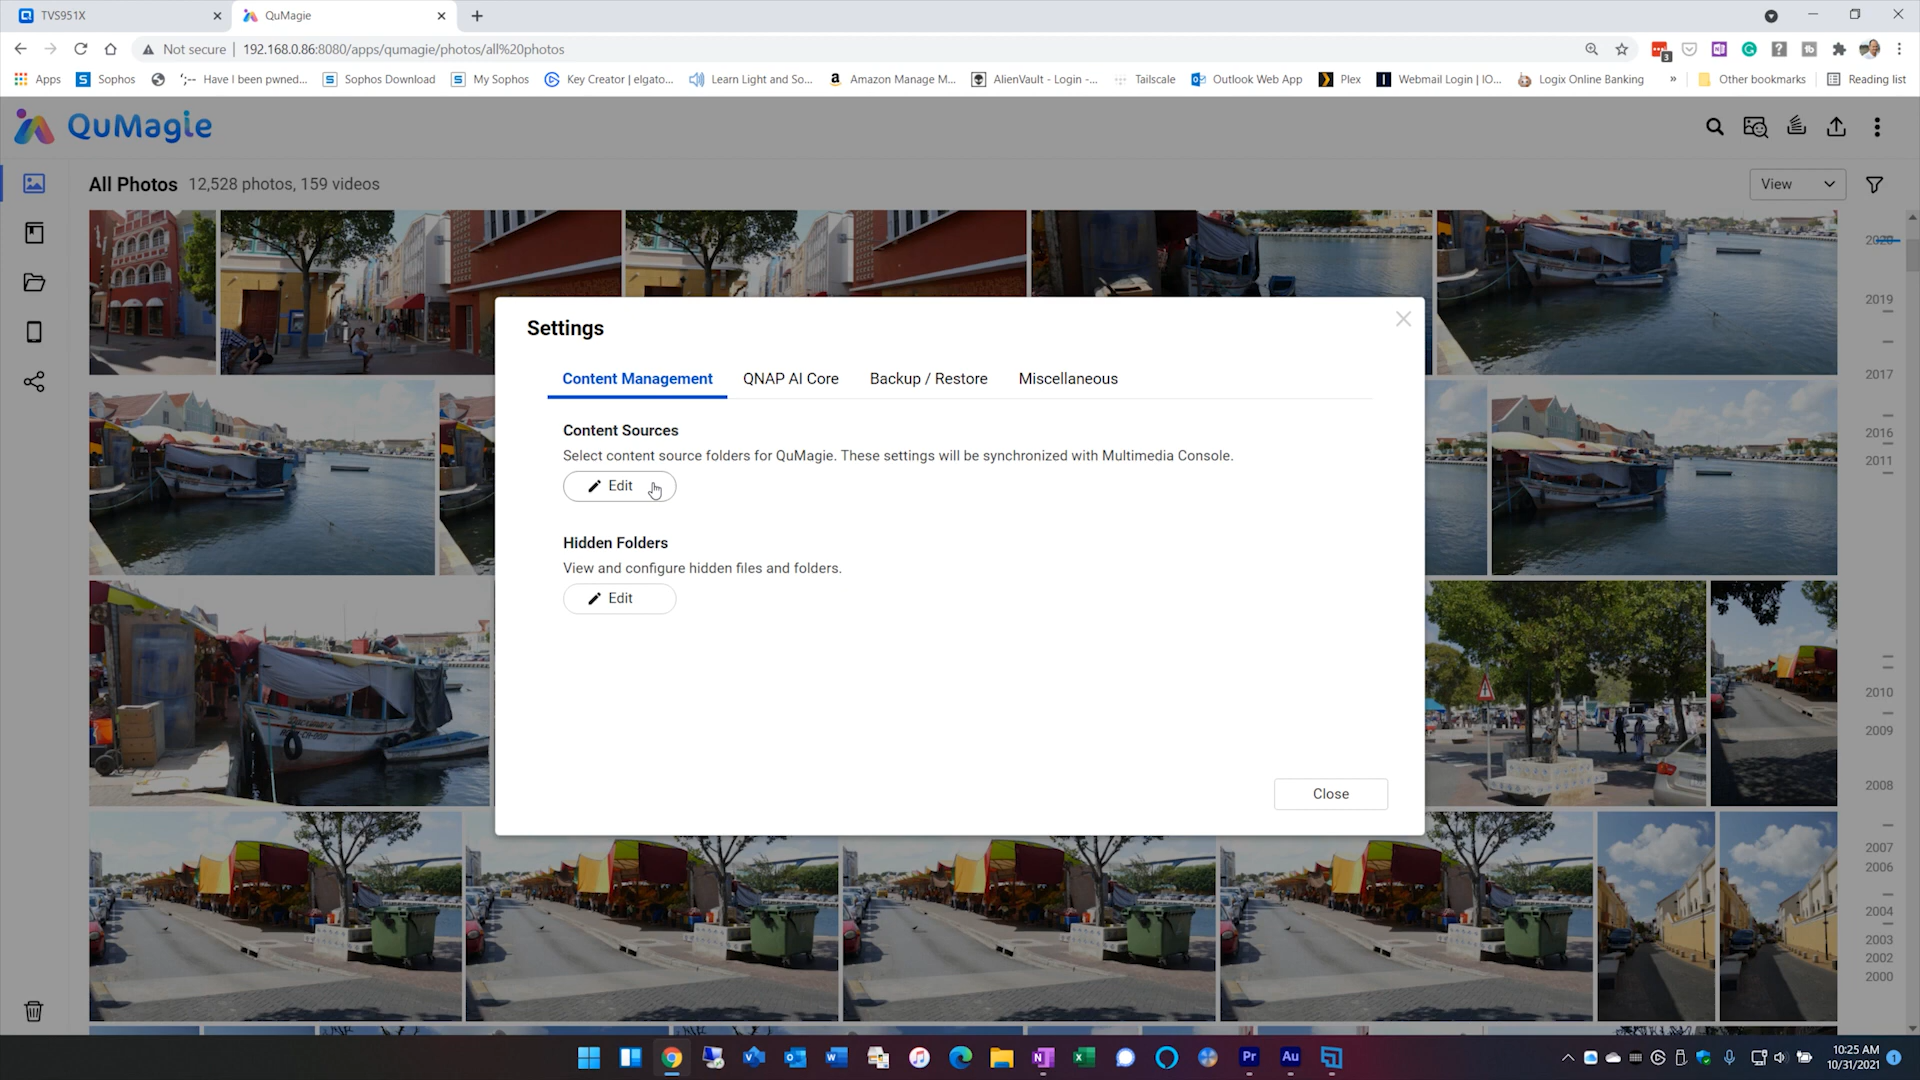 TVS951X
QuMagie
Not secure
192.168.0.86:8080/apps/qumagie/photos/all%20photos
3
Apps
Sophos
Have I been pwned...
Sophos Download
My Sophos
Key Creator | elgato...
Learn Light and So...
Amazon Manage M...
AlienVault - Login -...
Tailscale
Outlook Web App
Plex
Webmail Login | IO...
Logix Online Banking
»
Other bookmarks
Reading list
QuMagie
All Photos
12,528 photos, 159 videos
View
2020
2019
2017
2016
2011
2010
2009
2008
2007
2006
2004
2003
2002
2000
Settings
Content Management
QNAP AI Core
Backup / Restore
Miscellaneous
Content Sources
Select content source folders for QuMagie. These settings will be synchronized with Multimedia Console.
Edit
Hidden Folders
View and configure hidden files and folders.
Edit
Close
Pr
Au
10:25 AM
10/31/2021
1